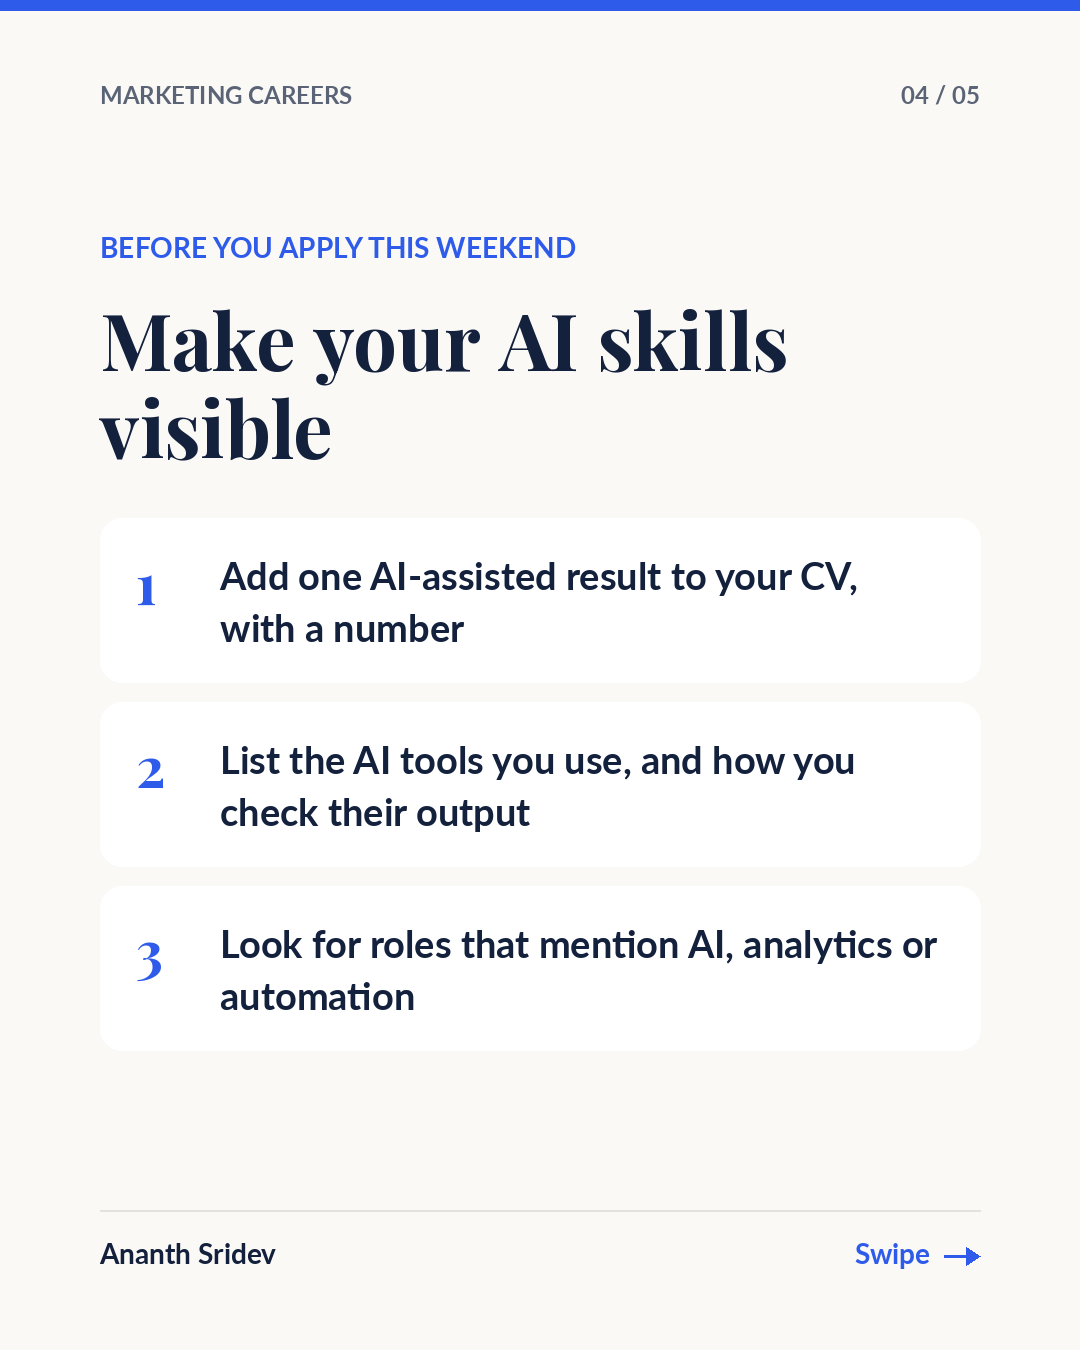 MARKETING CAREERS
04 / 05
BEFORE YOU APPLY THIS WEEKEND
Make your AI skills
visible
1
Add one AI-assisted result to your CV,
with a number
2
List the AI tools you use, and how you
check their output
3
Look for roles that mention AI, analytics or
automation
Ananth Sridev
Swipe →